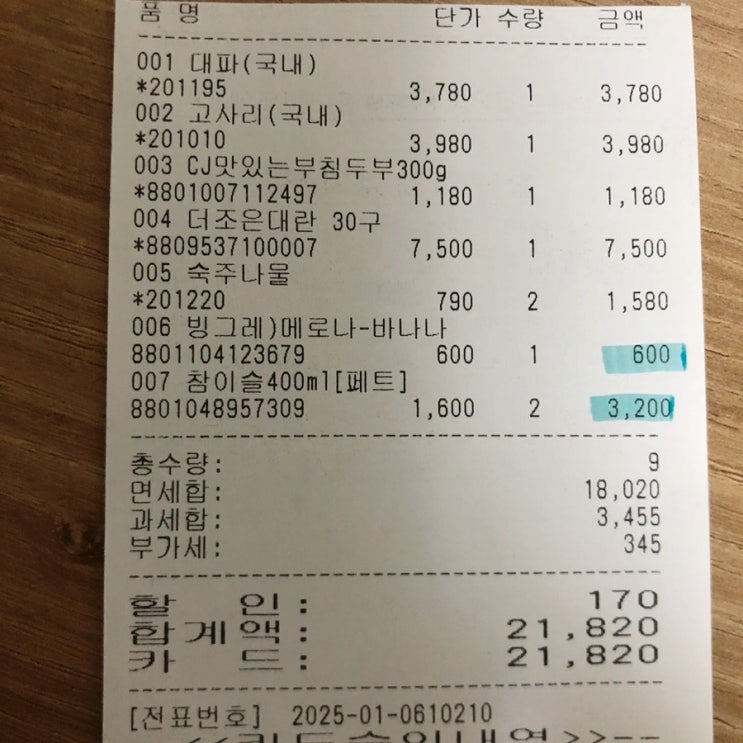 품 명 단가 수량 금액
001 대파(국내)
*201195 3,780 1 3,780
002 고사리(국내)
*201010 3,980 1 3,980
003 CJ맛있는부침두부300g
*8801007112497 1,180 1 1,180
004 더조은대란 30구
*8809537100007 7,500 1 7,500
005 숙주나물
*201220 790 2 1,580
006 빙그레)메로나-바나나
8801104123679 600 1 600
007 참이슬400ml[페트]
8801048957309 1,600 2 3,200
총수량: 9
면세합: 18,020
과세합: 3,455
부가세: 345
할 인: 170
합계액: 21,820
카 드: 21,820
[전표번호] 2025-01-0610210